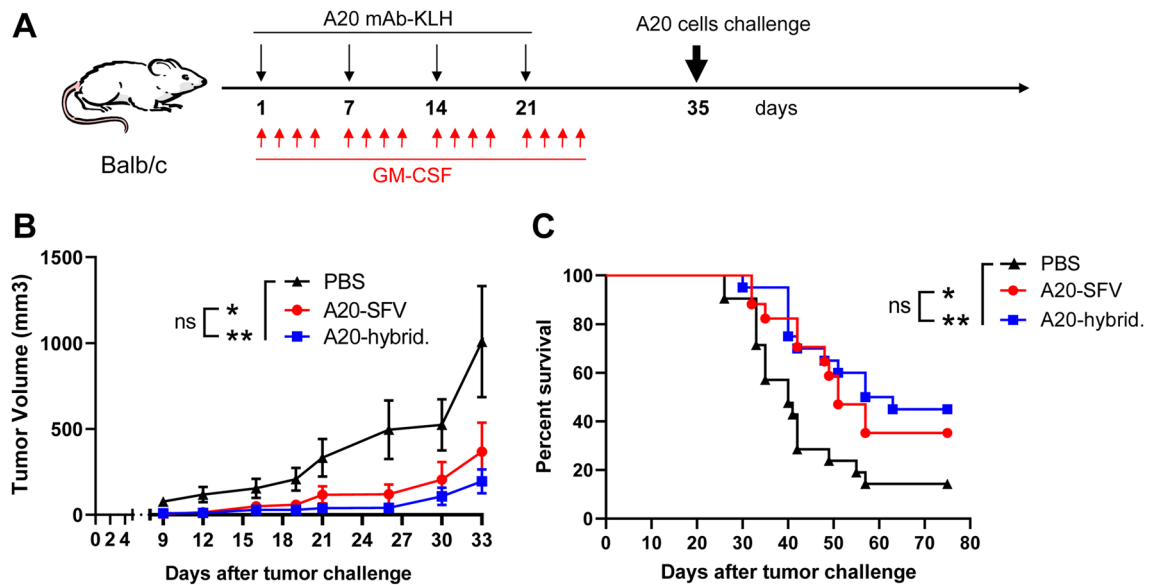 A
A20 mAb-KLH
A20 cells challenge
1 7 14 21 35 days
Balb/c
GM-CSF
B
Tumor Volume (mm3)
1500
1000
500
0
0 2 4 9 12 15 18 21 24 27 30 33
Days after tumor challenge
PBS
A20-SFV
A20-hybrid.
ns
*
**
C
Percent survival
100
80
60
40
20
0
0 10 20 30 40 50 60 70 80
Days after tumor challenge
PBS
A20-SFV
A20-hybrid.
ns
*
**